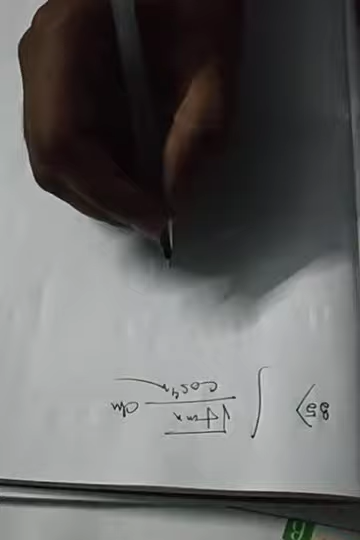 85) ∫ √tan x / cos⁴x dx